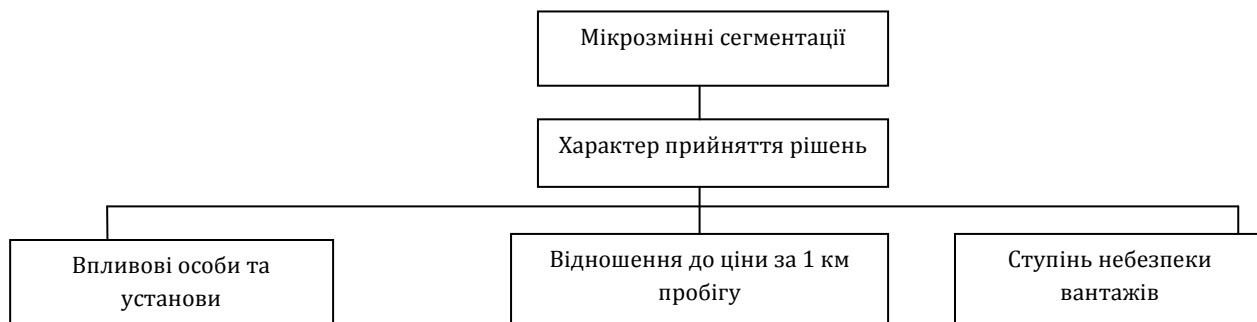 Мікрозмінні сегментації
Характер прийняття рішень
Впливові особи та
установи
Відношення до ціни за 1 км
пробігу
Ступінь небезпеки
вантажів